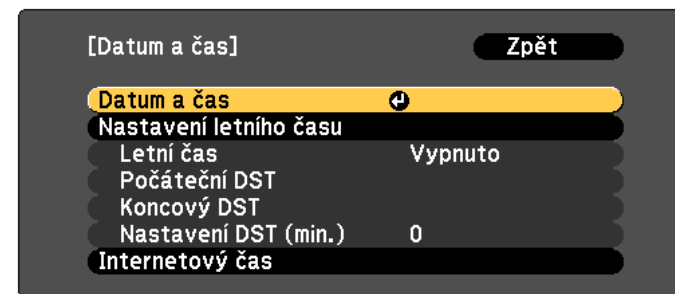 [Datum a čas] Zpět
Datum a čas
Nastavení letního času
Letní čas Vypnuto
Počáteční DST
Koncový DST
Nastavení DST (min.) 0
Internetový čas